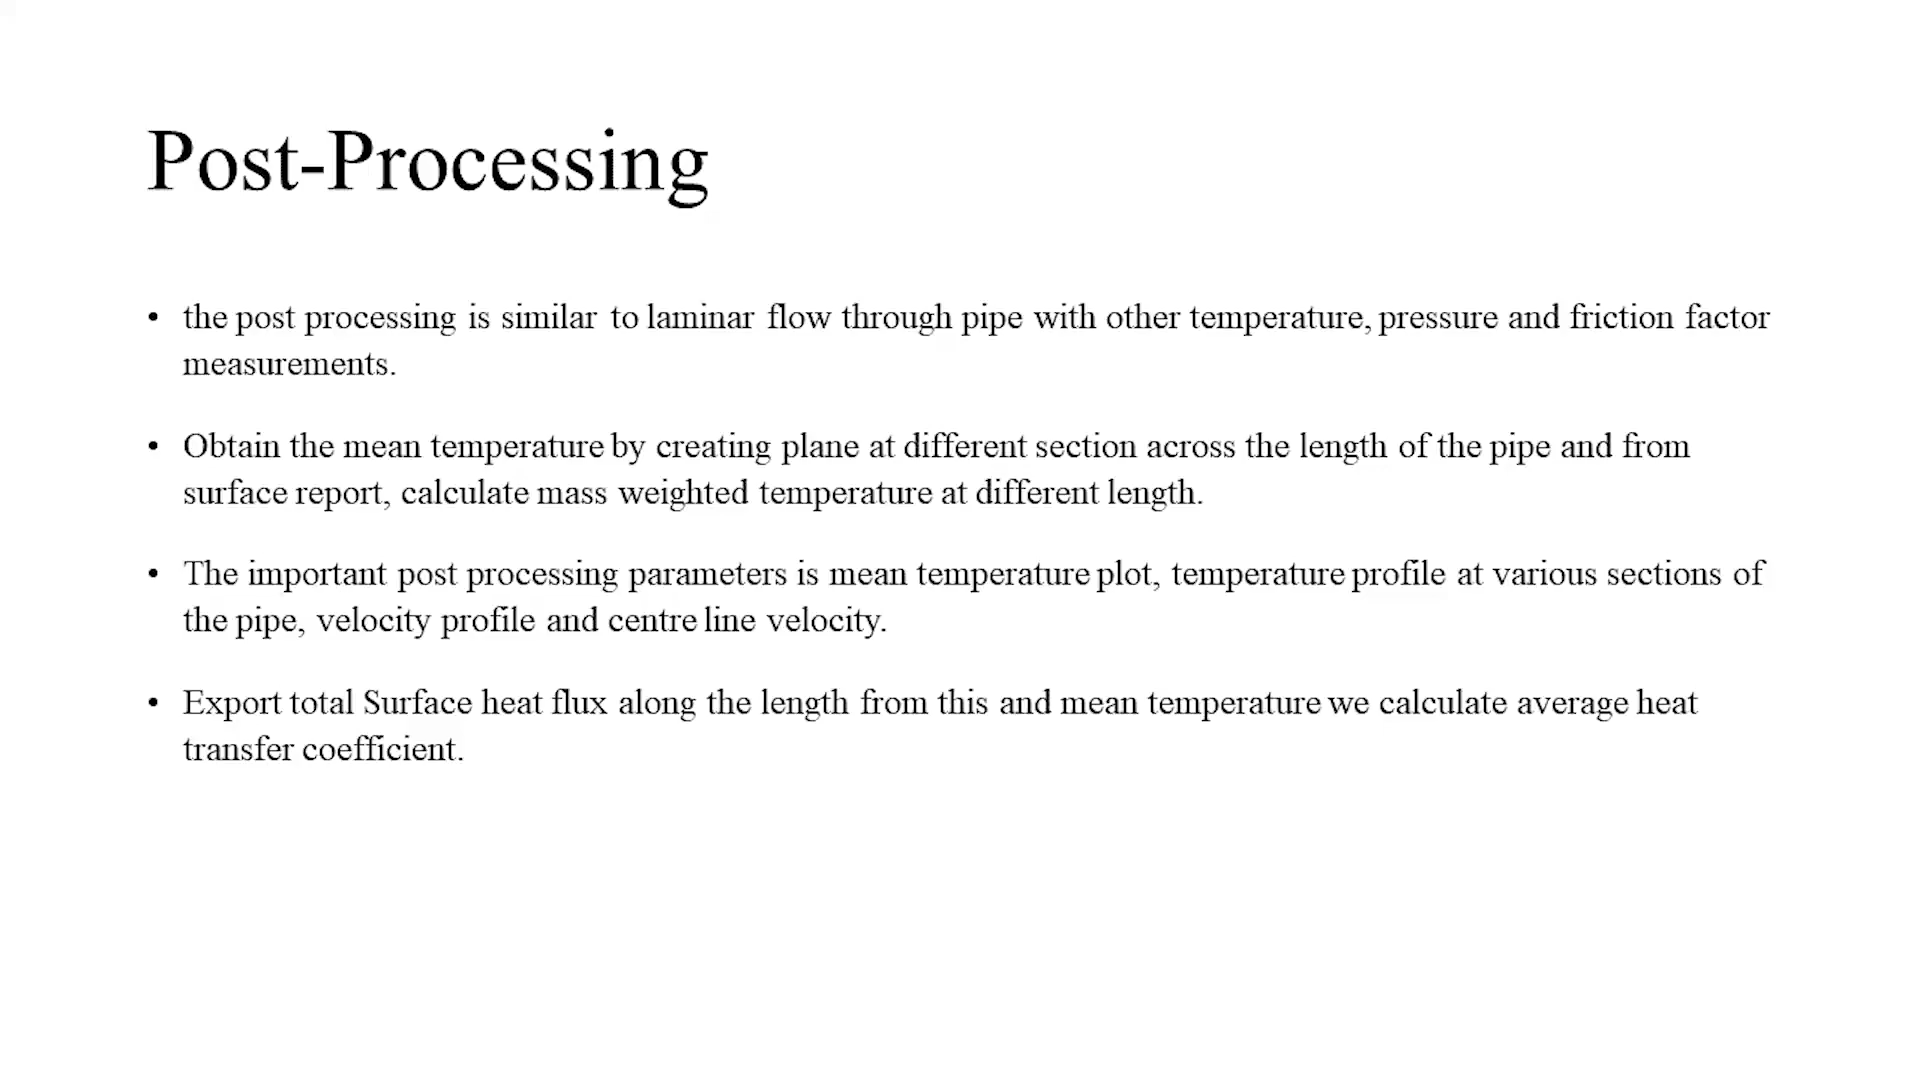 Post-Processing
• the post processing is similar to laminar flow through pipe with other temperature, pressure and friction factor
measurements.
• Obtain the mean temperature by creating plane at different section across the length of the pipe and from
surface report, calculate mass weighted temperature at different length.
• The important post processing parameters is mean temperature plot, temperature profile at various sections of
the pipe, velocity profile and centre line velocity.
• Export total Surface heat flux along the length from this and mean temperature we calculate average heat
transfer coefficient.